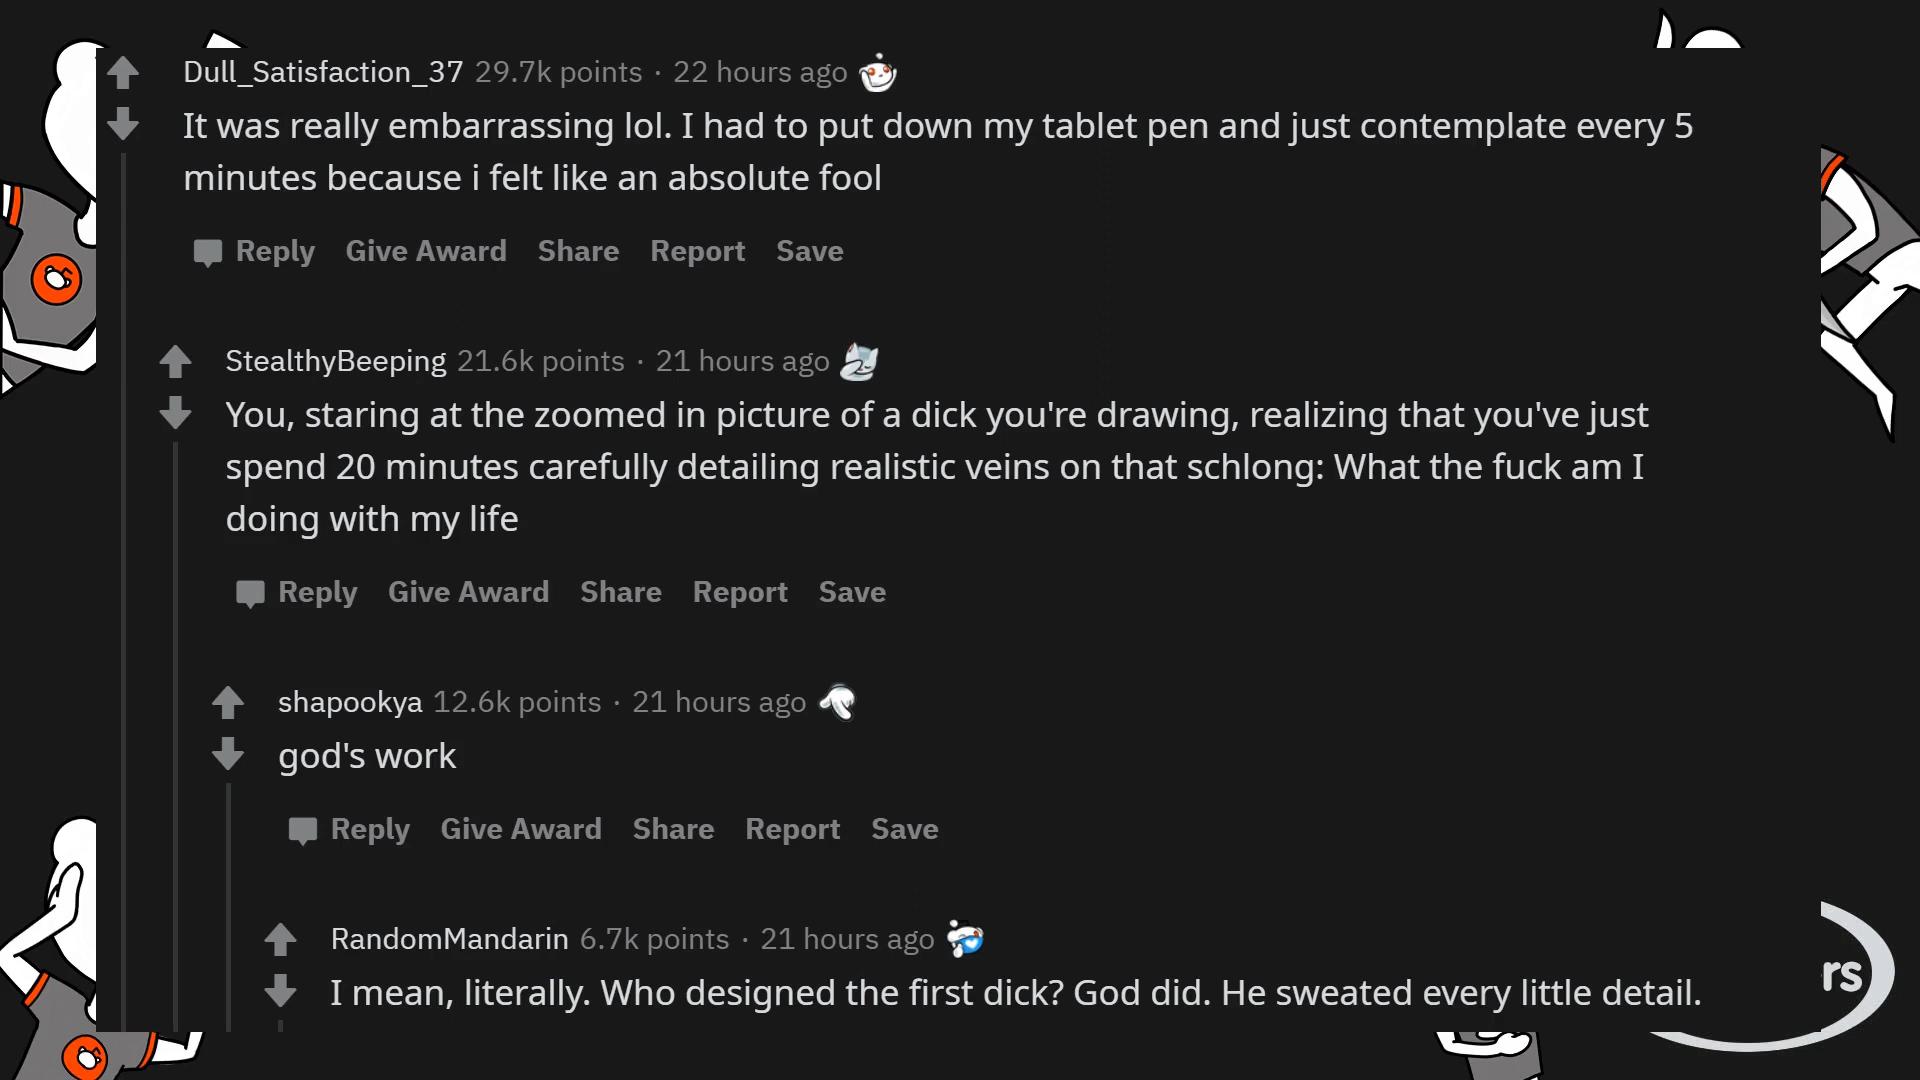 Dull_Satisfaction_37 29.7k points · 22 hours ago
It was really embarrassing lol. I had to put down my tablet pen and just contemplate every 5
minutes because i felt like an absolute fool
Reply Give Award Share Report Save
StealthyBeeping 21.6k points · 21 hours ago
You, staring at the zoomed in picture of a dick you're drawing, realizing that you've just
spend 20 minutes carefully detailing realistic veins on that schlong: What the fuck am I
doing with my life
Reply Give Award Share Report Save
shapookya 12.6k points · 21 hours ago
god's work
Reply Give Award Share Report Save
RandomMandarin 6.7k points · 21 hours ago
I mean, literally. Who designed the first dick? God did. He sweated every little detail.
rs